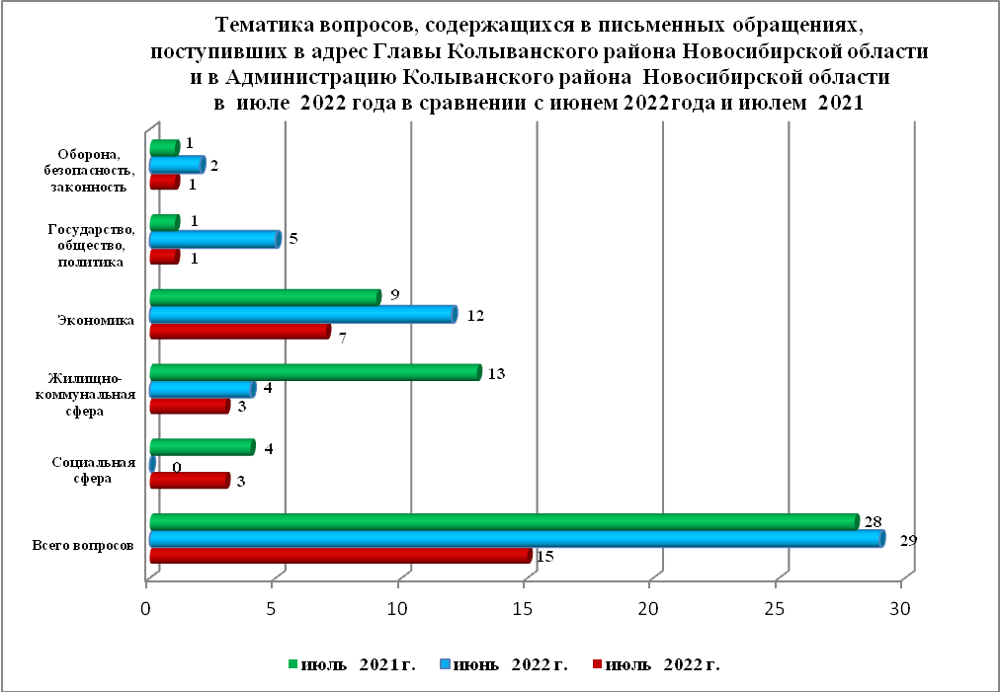 Тематика вопросов, содержащихся в письменных обращениях,
поступивших в адрес Главы Колыванского района Новосибирской области
и в Администрацию Колыванского района Новосибирской области
в июле 2022 года в сравнении с июнем 2022года и июлем 2021
Оборона,
безопасность,
законность
1
2
1
Государство,
общество,
политика
1
5
1
Экономика
9
12
7
Жилищно-
коммунальная
сфера
13
4
3
Социальная
сфера
4
0
3
Всего вопросов
28
29
15
0 5 10 15 20 25 30
июль 2021 г. июнь 2022 г. июль 2022 г.